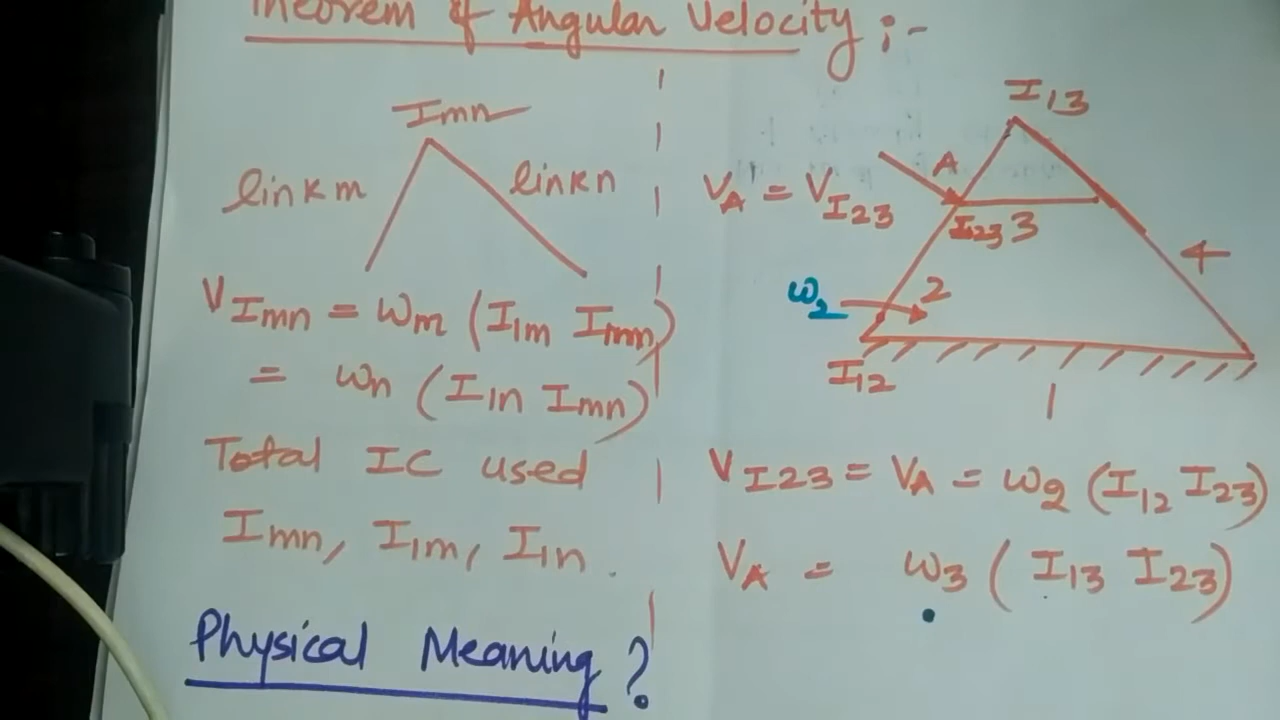 Theorem of Angular Velocity :-
Imn
link m
link n
VImn = ωm (I1m Imn)
= ωn (I1n Imn)
Total IC used
Imn, I1m, I1n.
Physical Meaning ?
I13
A
VA = VI23
I23 3
4
ω2
2
I12
1
VI23 = VA = ω2 (I12 I23)
VA = ω3 (I13 I23)